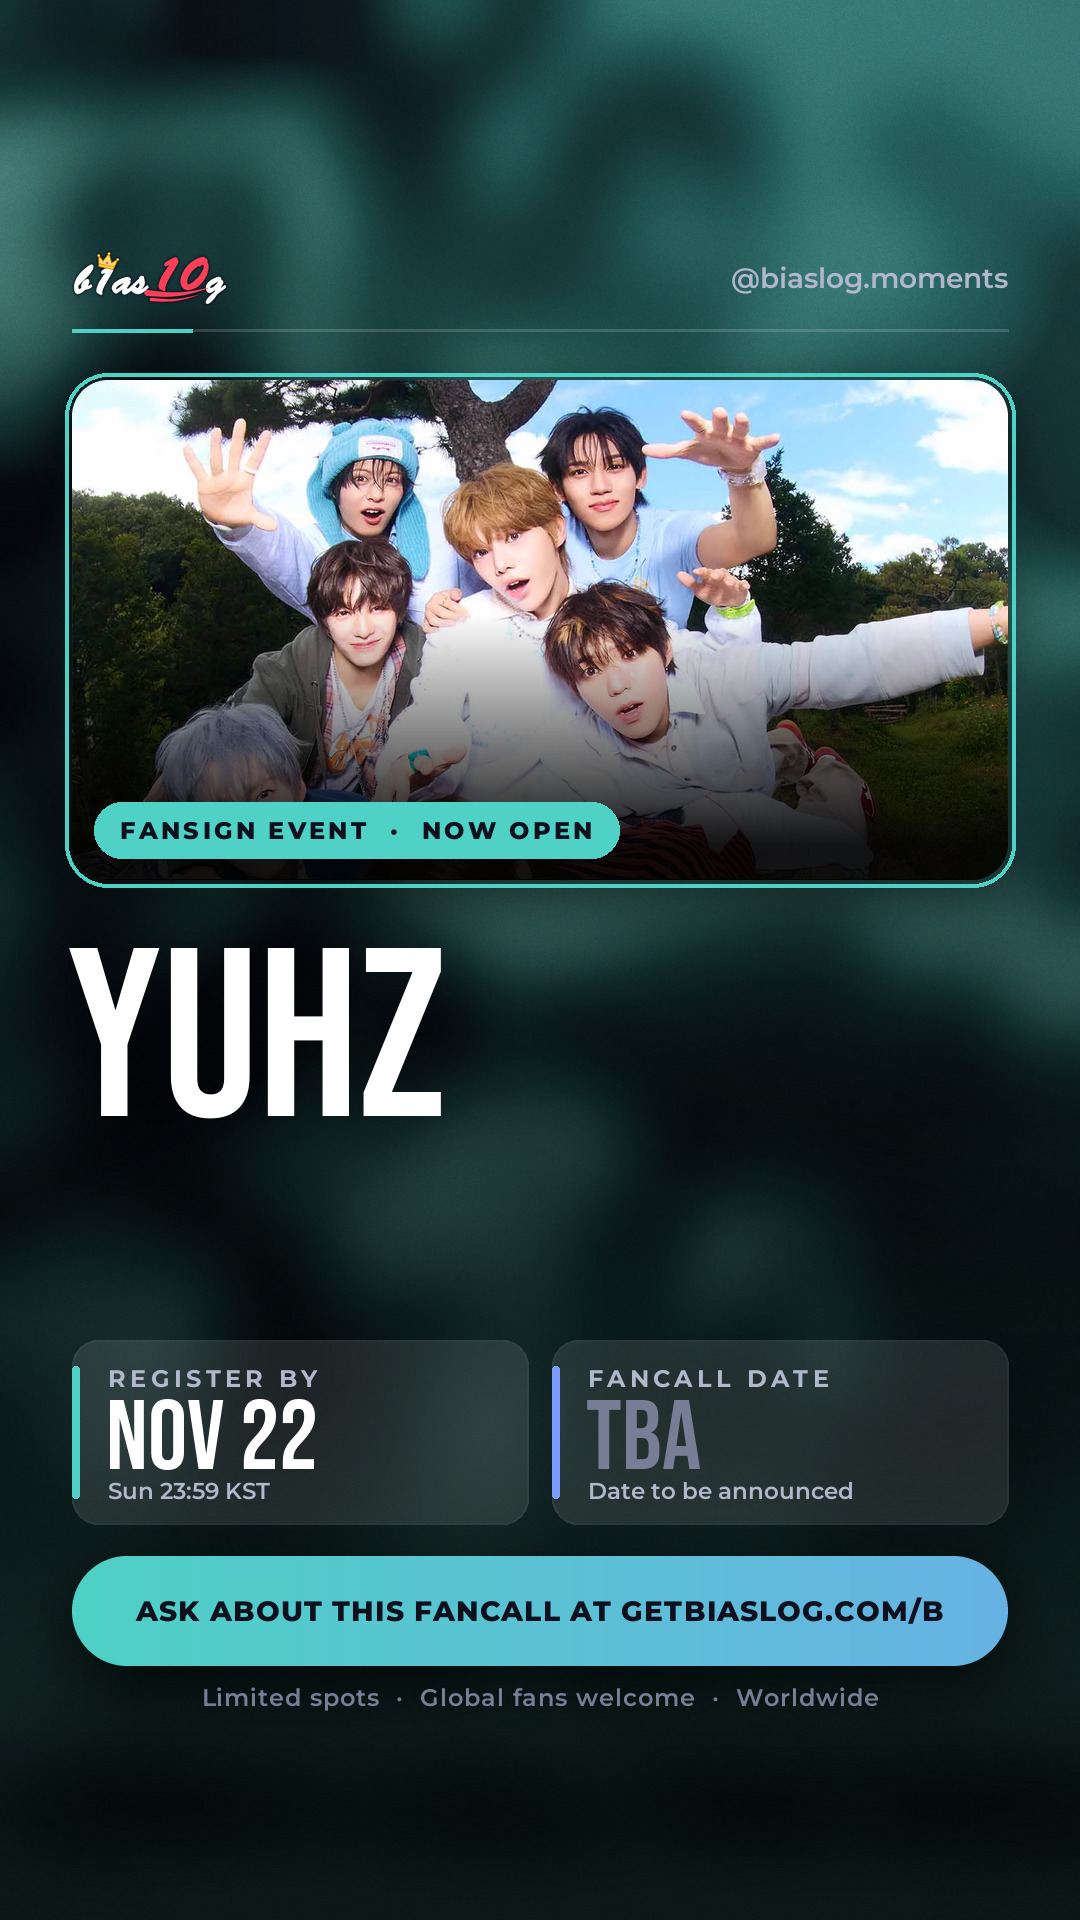 b1as10g
@biaslog.moments
FANSIGN EVENT · NOW OPEN
YUHZ
REGISTER BY
NOV 22
Sun 23:59 KST
FANCALL DATE
TBA
Date to be announced
ASK ABOUT THIS FANCALL AT GETBIASLOG.COM/B
Limited spots · Global fans welcome · Worldwide